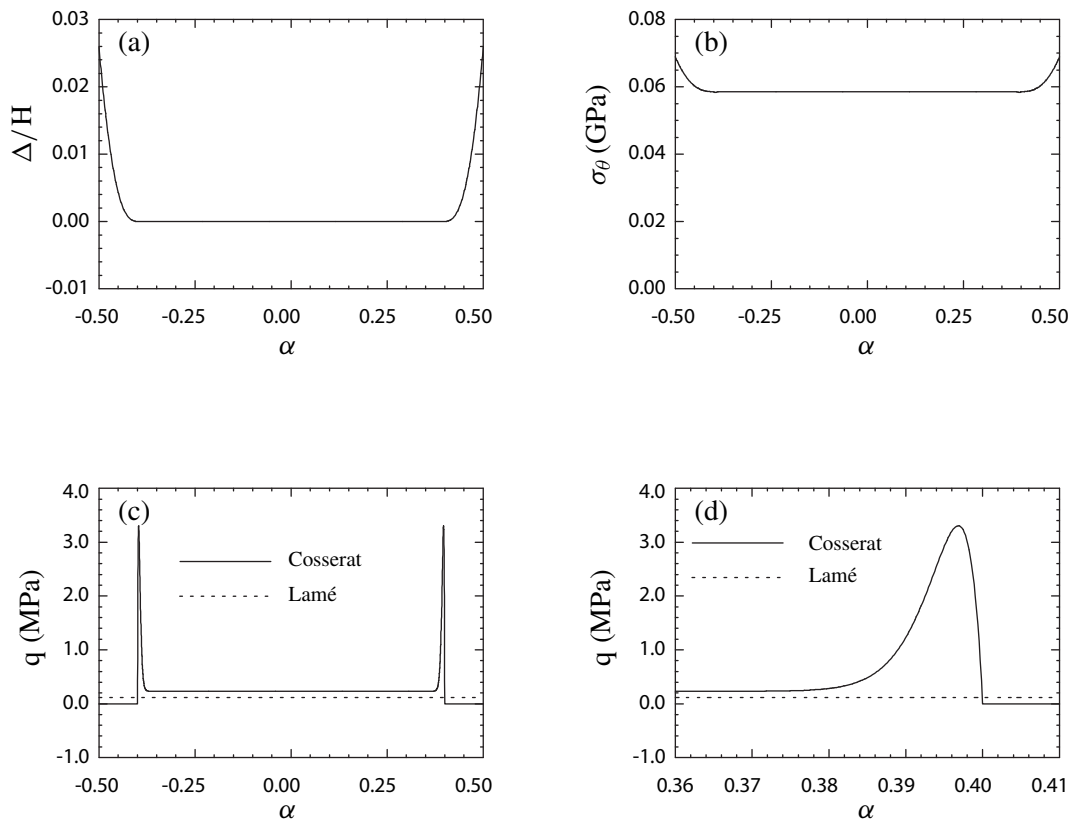 (a)
Δ/H
0.03
0.02
0.01
0.00
-0.01
-0.50
-0.25
0.00
0.25
0.50
α
(b)
σθ (GPa)
0.08
0.06
0.04
0.02
0.00
-0.50
-0.25
0.00
0.25
0.50
α
(c)
q (MPa)
4.0
3.0
2.0
1.0
0.0
-1.0
Cosserat
Lamé
-0.50
-0.25
0.00
0.25
0.50
α
(d)
q (MPa)
4.0
3.0
2.0
1.0
0.0
-1.0
Cosserat
Lamé
0.36
0.37
0.38
0.39
0.40
0.41
α